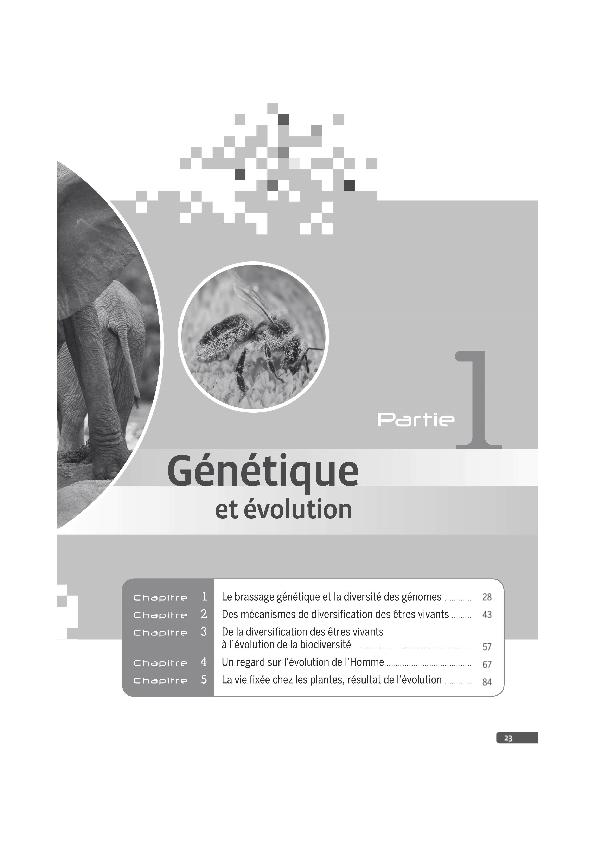 Partie 1
Génétique
et évolution
Chapitre 1 Le brassage génétique et la diversité des génomes .......... 28
Chapitre 2 Des mécanismes de diversification des êtres vivants ........ 43
Chapitre 3 De la diversification des êtres vivants
à l'évolution de la biodiversité .......... 57
Chapitre 4 Un regard sur l'évolution de l'Homme .......... 67
Chapitre 5 La vie fixée chez les plantes, résultat de l'évolution .......... 84
23